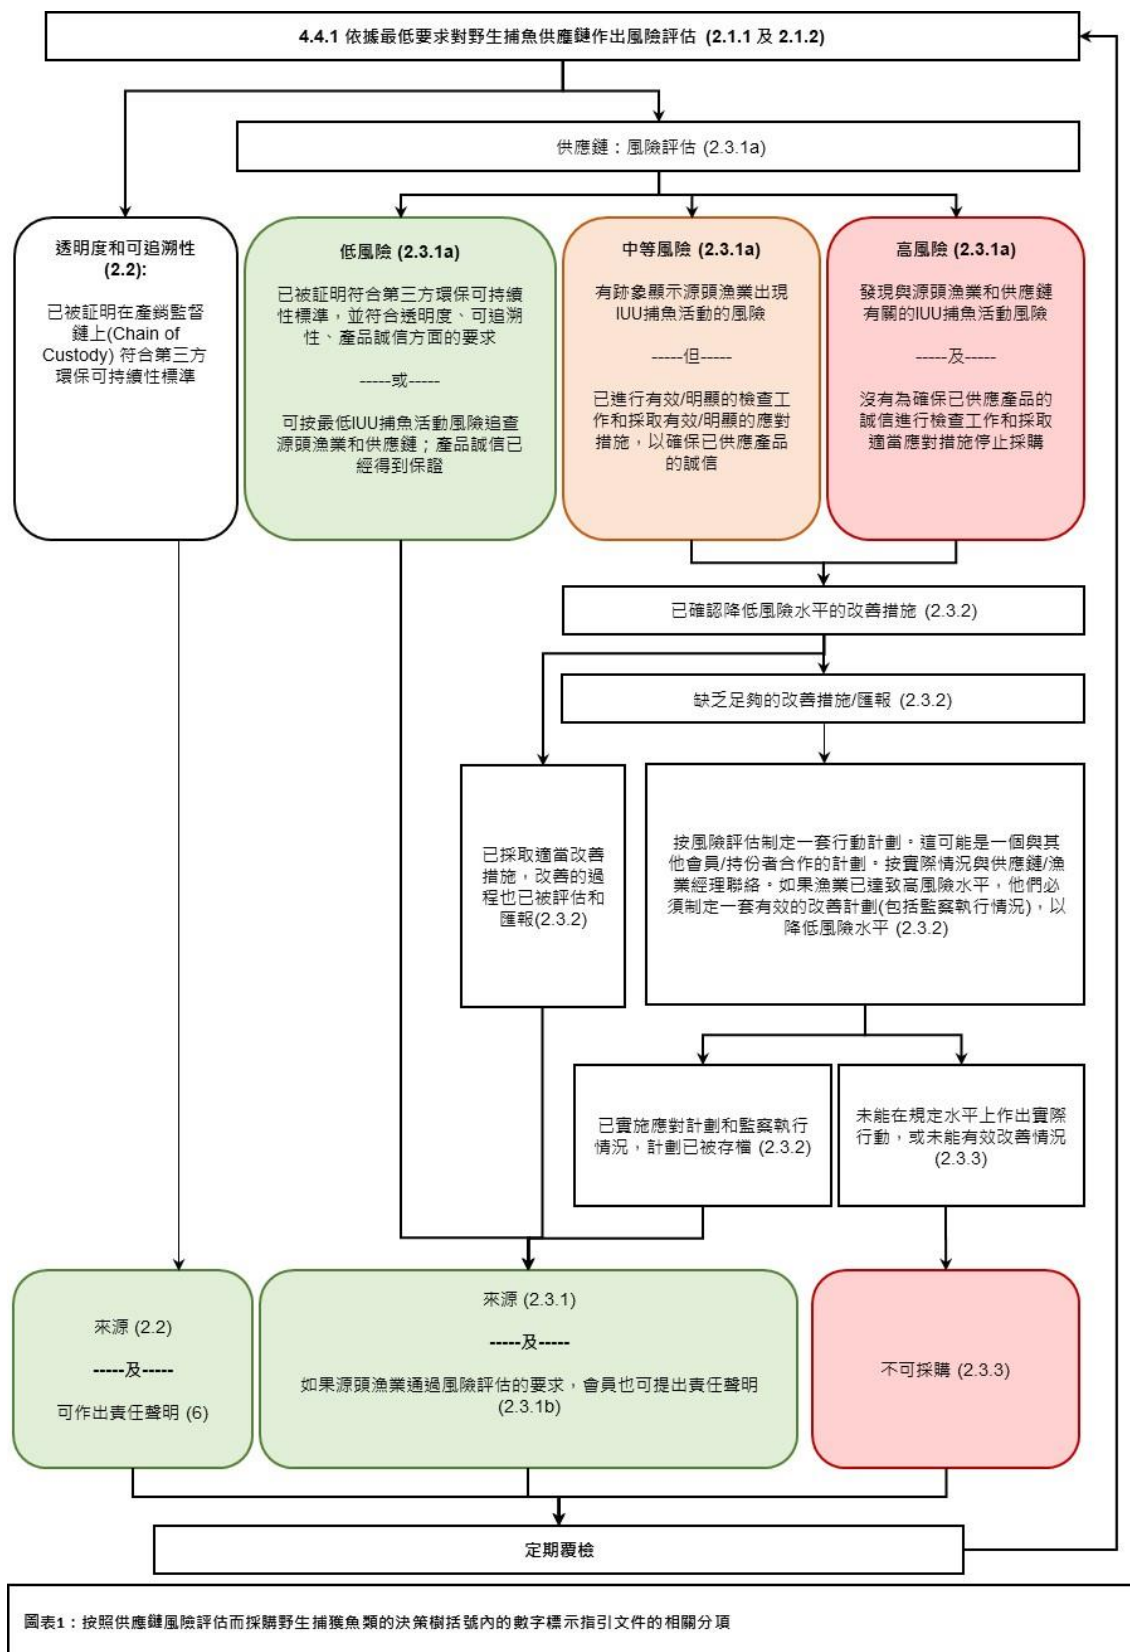 4.4.1 依據最低要求對野生捕魚供應鏈作出風險評估 (2.1.1 及 2.1.2)
供應鏈：風險評估 (2.3.1a)
透明度和可追溯性
(2.2):
已被証明在產銷監督
鏈上(Chain of
Custody) 符合第三方
環保可持續性標準
低風險 (2.3.1a)
已被証明符合第三方環保可持續
性標準，並符合透明度、可追溯
性、產品誠信方面的要求
-----或-----
可按最低IUU捕魚活動風險追查
源頭漁業和供應鏈；產品誠信已
經得到保證
中等風險 (2.3.1a)
有跡象顯示源頭漁業出現
IUU捕魚活動的風險
-----但-----
已進行有效/明顯的檢查工
作和採取有效/明顯的應對
措施，以確保已供應產品
的誠信
高風險 (2.3.1a)
發現與源頭漁業和供應鏈
有關的IUU捕魚活動風險
-----及-----
沒有為確保已供應產品的
誠信進行檢查工作和採取
適當應對措施停止採購
已確認降低風險水平的改善措施 (2.3.2)
缺乏足夠的改善措施/匯報 (2.3.2)
已採取適當改善
措施，改善的過
程也已被評估和
匯報(2.3.2)
按風險評估制定一套行動計劃。這可能是一個與其
他會員/持份者合作的計劃。按實際情況與供應鏈/漁
業經理聯絡。如果漁業已達致高風險水平，他們必
須制定一套有效的改善計劃(包括監察執行情況)，以
降低風險水平 (2.3.2)
已實施應對計劃和監察執行
情況，計劃已被存檔 (2.3.2)
未能在規定水平上作出實際
行動，或未能有效改善情況
(2.3.3)
來源 (2.2)
-----及-----
可作出責任聲明 (6)
來源 (2.3.1)
-----及-----
如果源頭漁業通過風險評估的要求，會員也可提出責任聲明
(2.3.1b)
不可採購 (2.3.3)
定期覆檢
圖表1：按照供應鏈風險評估而採購野生捕獲魚類的決策樹括號內的數字標示指引文件的相關分項